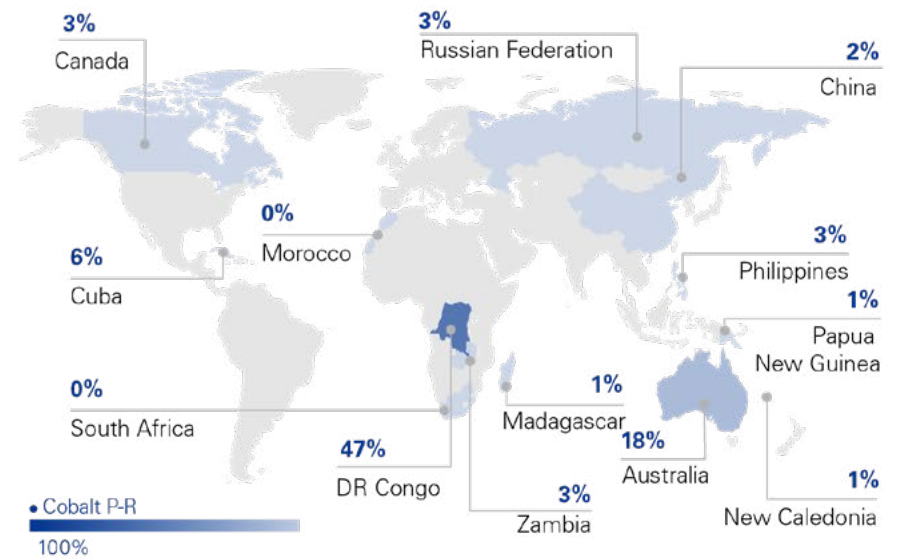 3%
Canada
3%
Russian Federation
2%
China
0%
Morocco
6%
Cuba
3%
Philippines
1%
Papua
New Guinea
0%
South Africa
47%
DR Congo
1%
Madagascar
18%
Australia
3%
Zambia
1%
New Caledonia
Cobalt P-R
100%